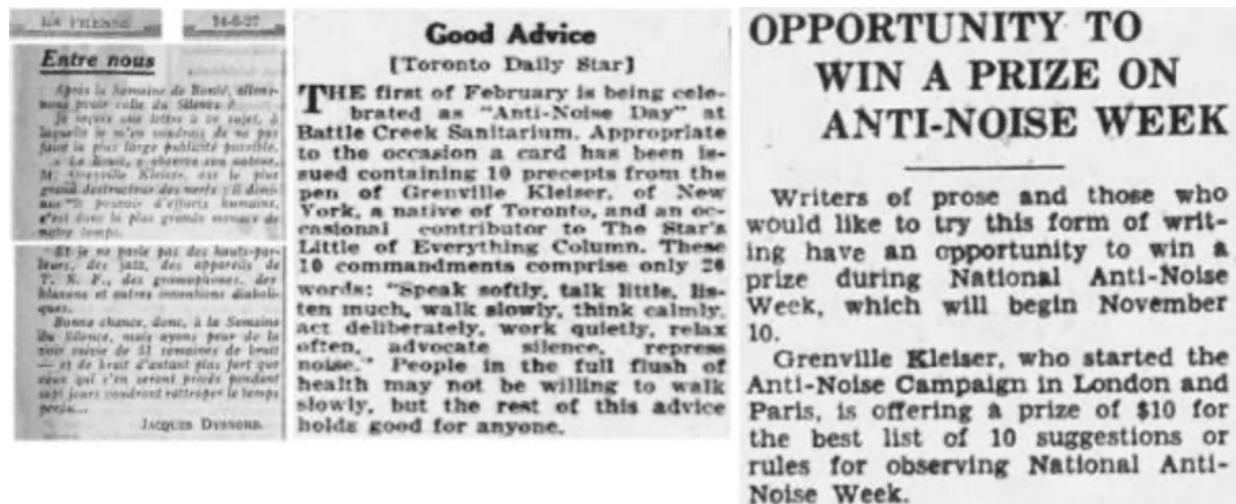 LA PRESSE
24-6-27
Entre nous
Après la Semaine de Bonté, allons-
nous avoir celle du Silence ?
Je reçois une lettre à ce sujet, à
laquelle je m'en voudrais de ne pas
faire la plus large publicité possible.
« Le Bruit, y observe son auteur,
M. Grenville Kleiser, est le plus
grand destructeur des nerfs : il dimi-
nue le pouvoir d'efforts humains,
c'est donc la plus grande menace de
notre temps.
Et je ne parle pas des hauts-par-
leurs, des jazz, des appareils de
T. S. F., des gramophones, des
klaxons et autres inventions diaboli-
ques.
Bonne chance, donc, à la Semaine
du Silence, mais ayons peur de la
voir suivie de 51 semaines de bruit
— et de bruit d'autant plus fort que
ceux qui s'en seront privés pendant
sept jours voudront rattraper le temps
perdu...
JACQUES
Good Advice
[Toronto Daily Star]
THE first of February is being cele-
brated as "Anti-Noise Day" at
Battle Creek Sanitarium. Appropriate
to the occasion a card has been is-
sued containing 10 precepts from the
pen of Grenville Kleiser, of New
York, a native of Toronto, and an oc-
casional contributor to The Star's
Little of Everything Column. These
10 commandments comprise only 20
words: "Speak softly, talk little, lis-
ten much, walk slowly, think calmly,
act deliberately, work quietly, relax
often, advocate silence, repress
noise." People in the full flush of
health may not be willing to walk
slowly, but the rest of this advice
holds good for anyone.
OPPORTUNITY TO
WIN A PRIZE ON
ANTI-NOISE WEEK
Writers of prose and those who
would like to try this form of writ-
ing have an opportunity to win a
prize during National Anti-Noise
Week, which will begin November
10.
Grenville Kleiser, who started the
Anti-Noise Campaign in London and
Paris, is offering a prize of $10 for
the best list of 10 suggestions or
rules for observing National Anti-
Noise Week.